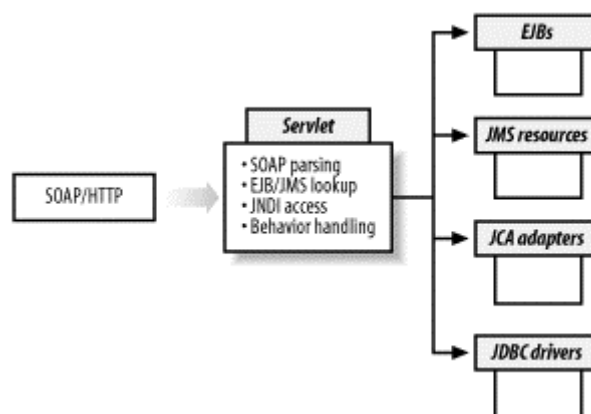 EJBs
Servlet
JMS resources
• SOAP parsing
• EJB/JMS lookup
• JNDI access
• Behavior handling
SOAP/HTTP
JCA adapters
JDBC drivers